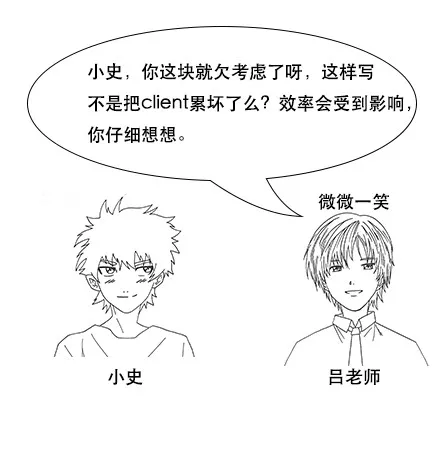 小史，你这块就欠考虑了呀，这样写
不是把client累坏了么？效率会受到影响，
你仔细想想。
微微一笑
小史
吕老师